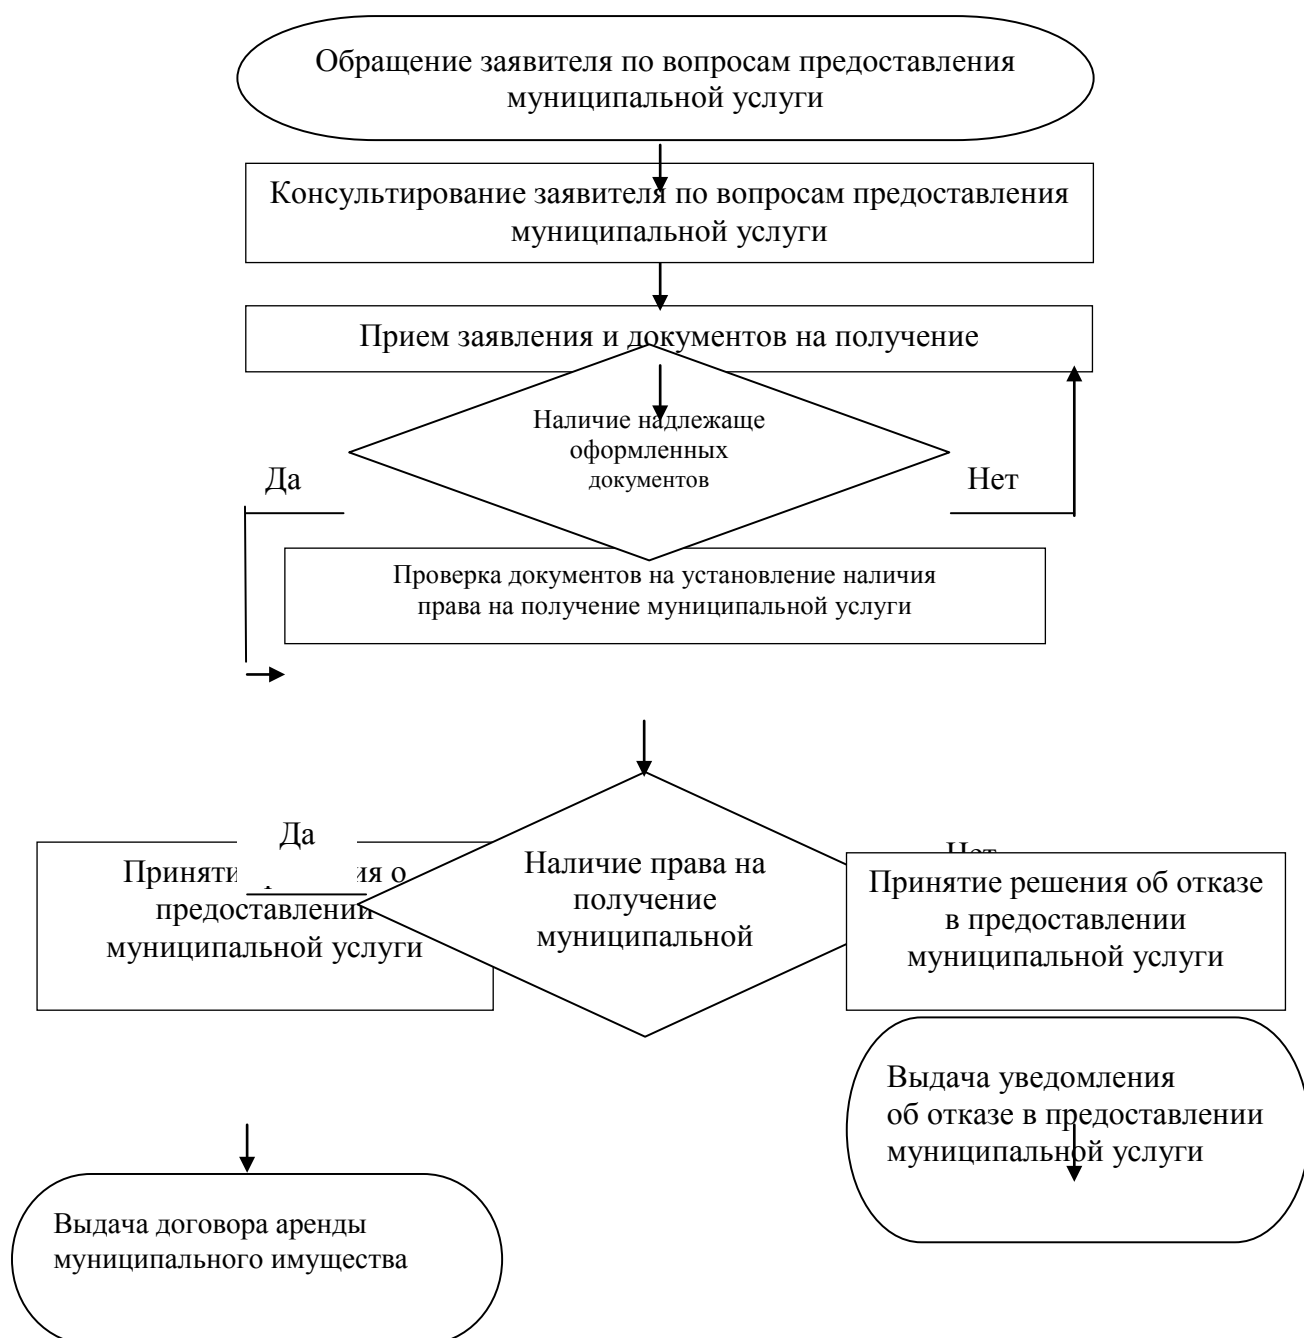 Обращение заявителя по вопросам предоставления
муниципальной услуги
Консультирование заявителя по вопросам предоставления
муниципальной услуги
Прием заявления и документов на получение
Наличие надлежаще
оформленных
документов
Да
Нет
Проверка документов на установление наличия
права на получение муниципальной услуги
Да
Нет
Наличие права на
получение
муниципальной
о
предоставлении
муниципальной услуги
Принятие решения об отказе
в предоставлении
муниципальной услуги
Выдача уведомления
об отказе в предоставлении
муниципальной услуги
Выдача договора аренды
муниципального имущества